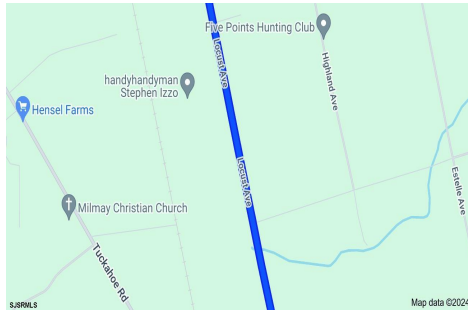 Five Points Hunting Club
Locust Ave
handyhandyman
Stephen Izzo
Highland Ave
Hensel Farms
Locust Ave
Estelle Ave
Milmay Christian Church
Tuckahoe Rd
SJSRMLS
Map data ©2024